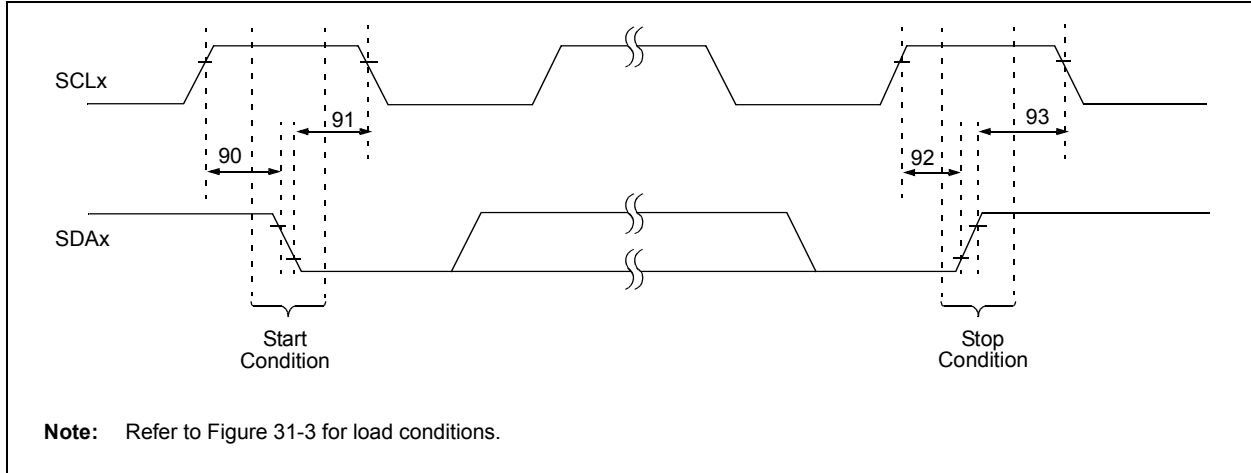 SCLx
91
93
90
92
SDAx
Start
Condition
Stop
Condition
Note: Refer to Figure 31-3 for load conditions.